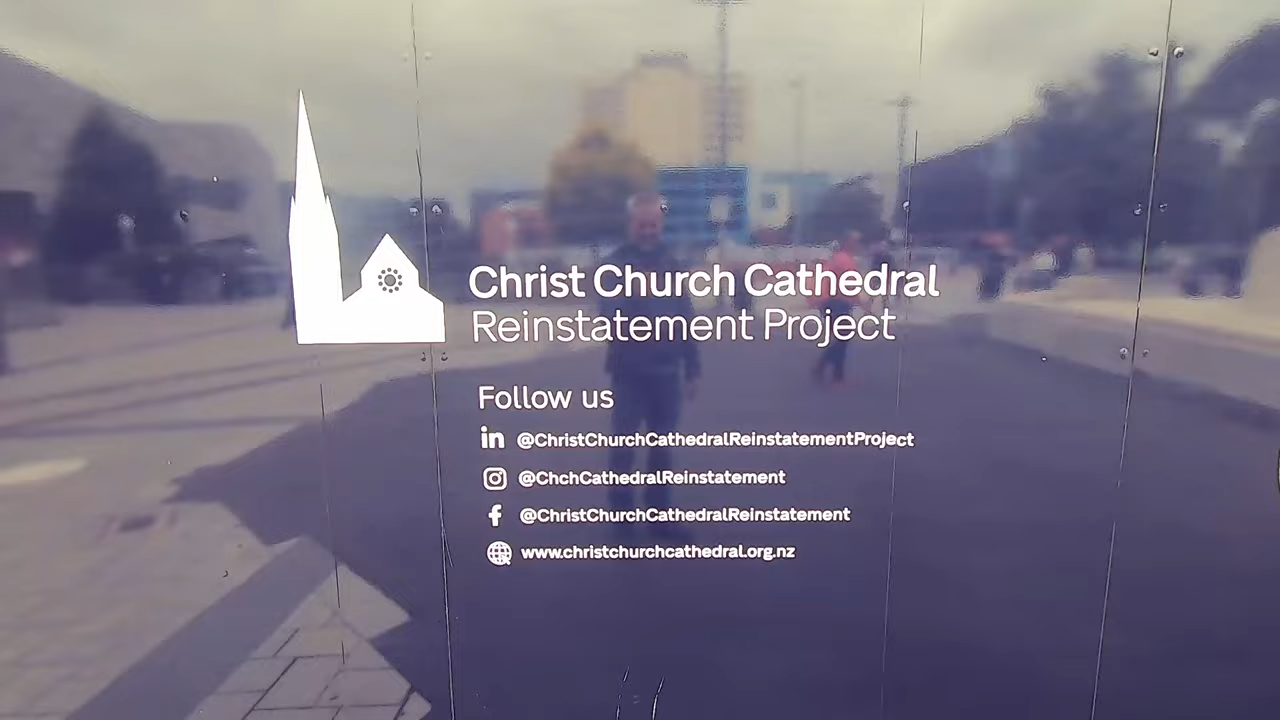 Christ Church Cathedral
Reinstatement Project
Follow us
@ChristChurchCathedralReinstatementProject
@ChchCathedralReinstatement
@ChristChurchCathedralReinstatement
www.christchurchcathedral.org.nz